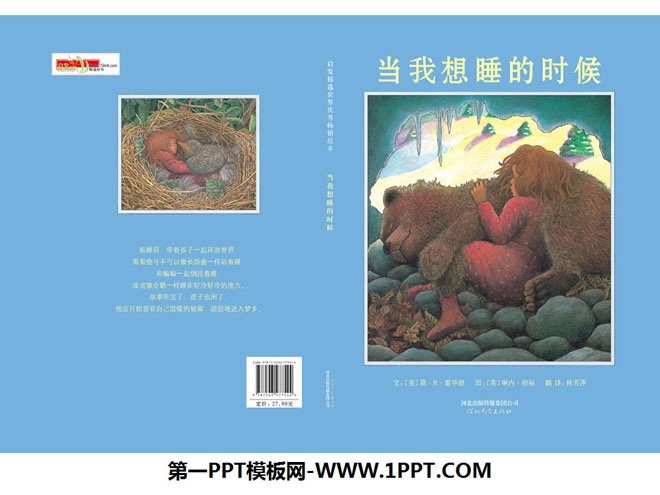 当我想睡的时候
启发精选世界优秀畅销绘本
当我想睡的时候
临睡前，带着孩子一起环游世界，
看看他可不可以像长颈鹿一样站着睡，
和蝙蝠一起倒挂着睡，
或者像企鹅一样睡在好冷好冷的地方。
故事听完了，孩子也困了，
他会开始喜欢自己温暖的被窝，甜甜地进入梦乡。
定价：27.80元
文：(美)简·R·霍华德 图：(美)琳内·彻丽 翻译：林芳萍
河北出版传媒集团公司
河北教育出版社
第一PPT模板网-WWW.1PPT.COM